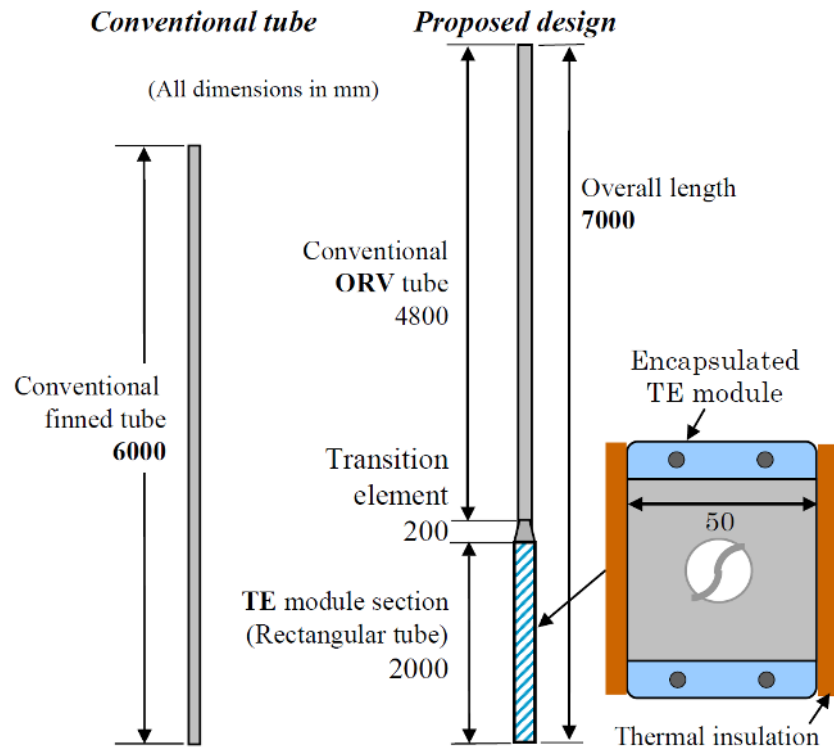 Conventional tube
Proposed design
(All dimensions in mm)
Overall length
7000
Conventional
ORV tube
4800
Conventional
finned tube
6000
Encapsulated
TE module
Transition
element
200
50
TE module section
(Rectangular tube)
2000
Thermal insulation